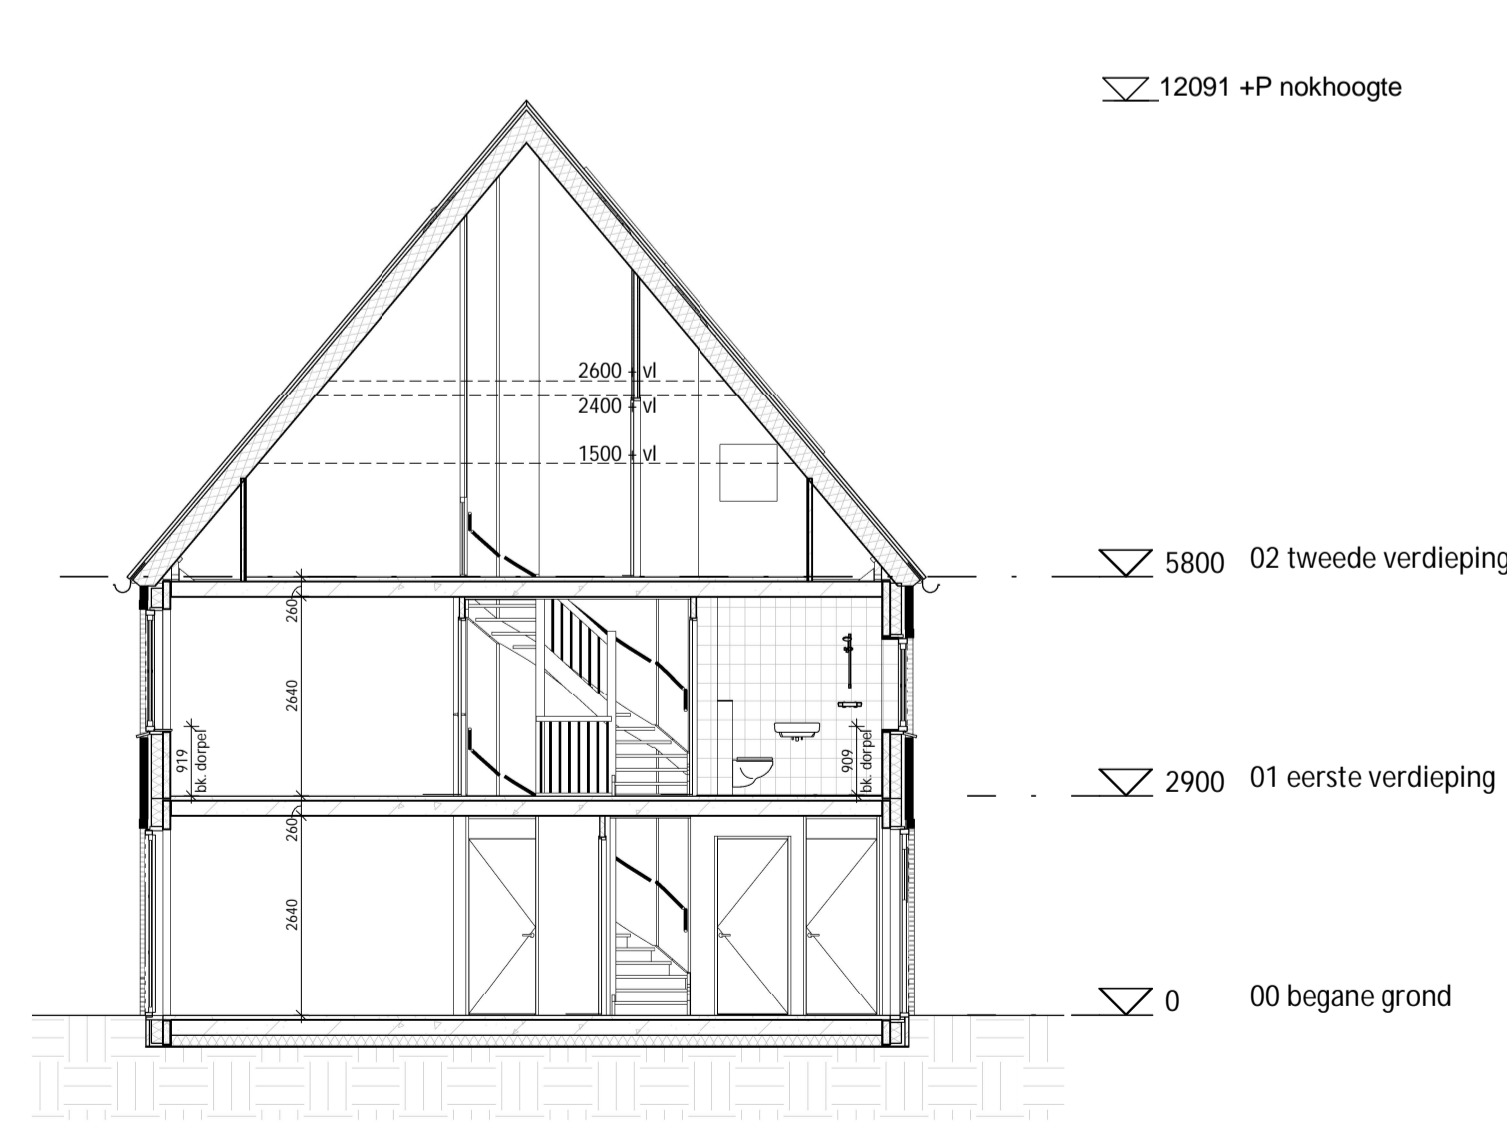 12091 +P nokhoogte
2600 + vl
2400 + vl
1500 + vl
5800 02 tweede verdieping
260
2640
919
bk. dorpel
909
bk. dorpel
2900 01 eerste verdieping
260
2640
0 00 begane grond